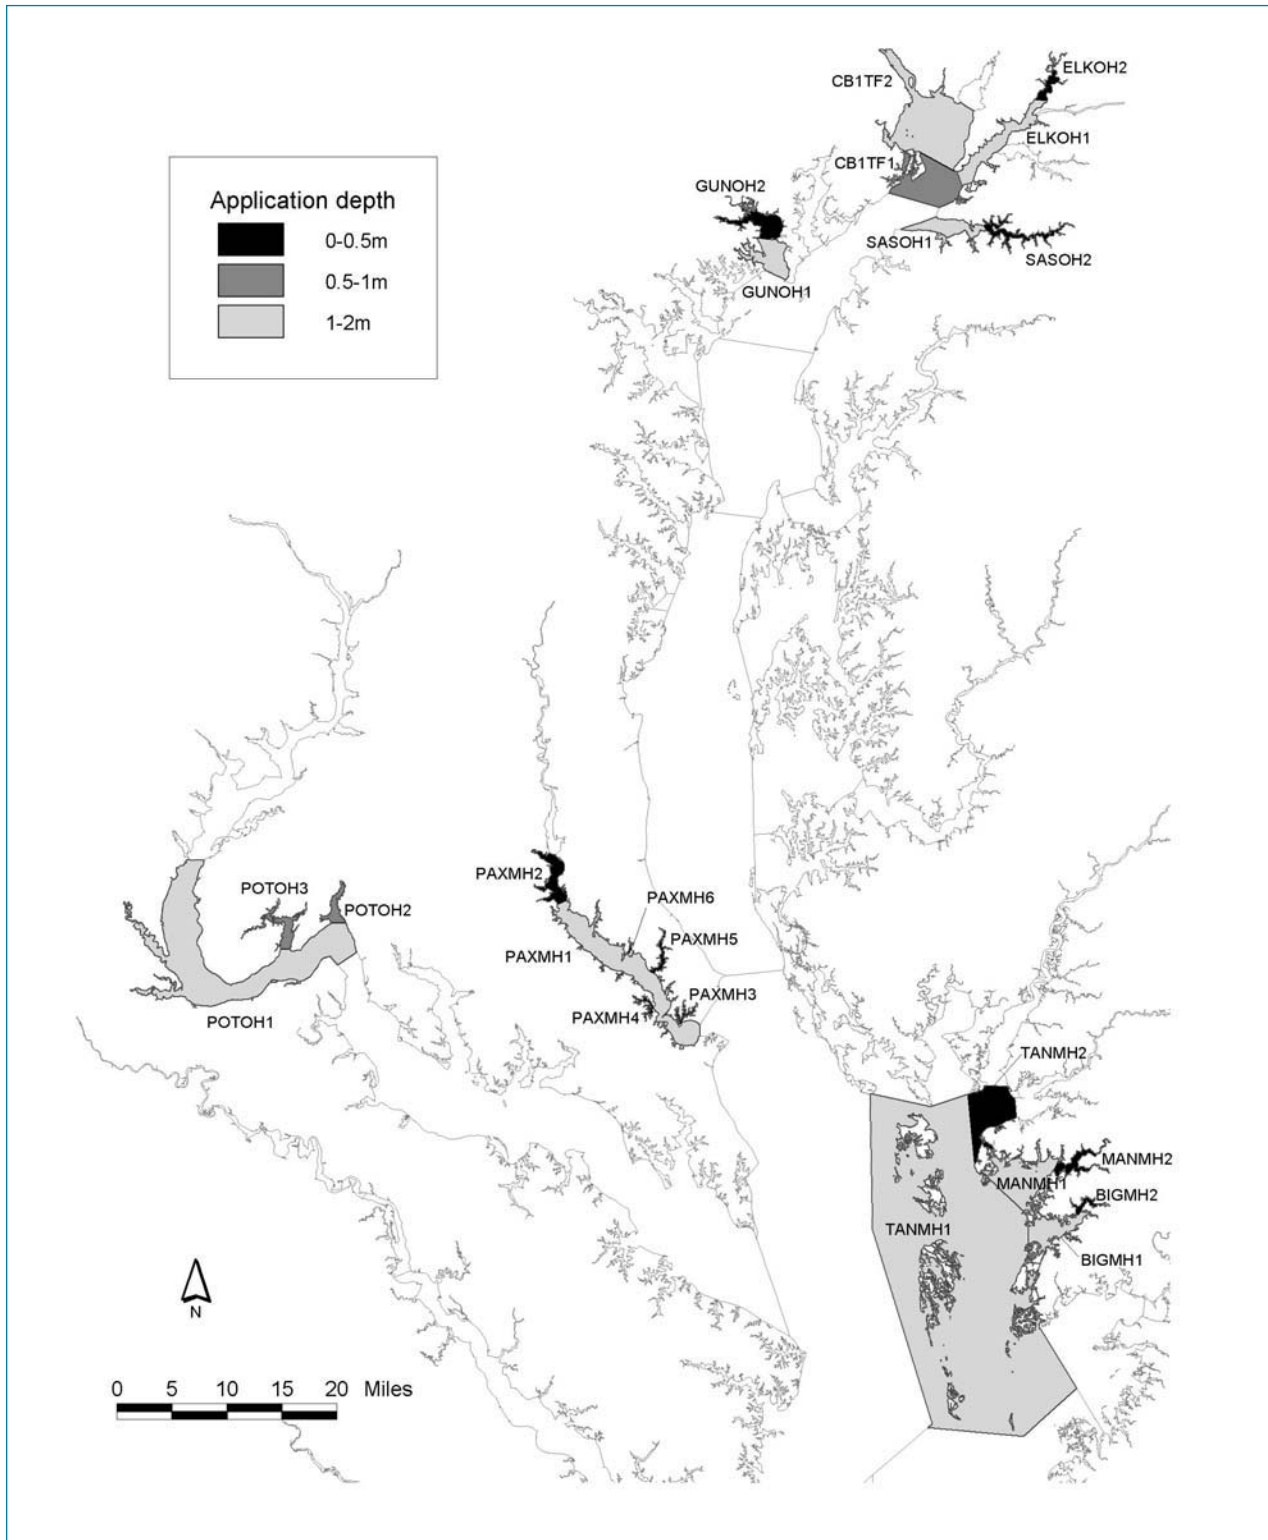 CB1TF2
ELKOH2
ELKOH1
CB1TF1
GUNOH2
SASOH1
SASOH2
GUNOH1
Application depth
0-0.5m
0.5-1m
1-2m
PAXMH2
PAXMH6
POTOH3
POTOH2
PAXMH5
PAXMH1
PAXMH3
PAXMH4
POTOH1
TANMH2
MANMH2
MANMH1
BIGMH2
TANMH1
BIGMH1
N
0 5 10 15 20 Miles